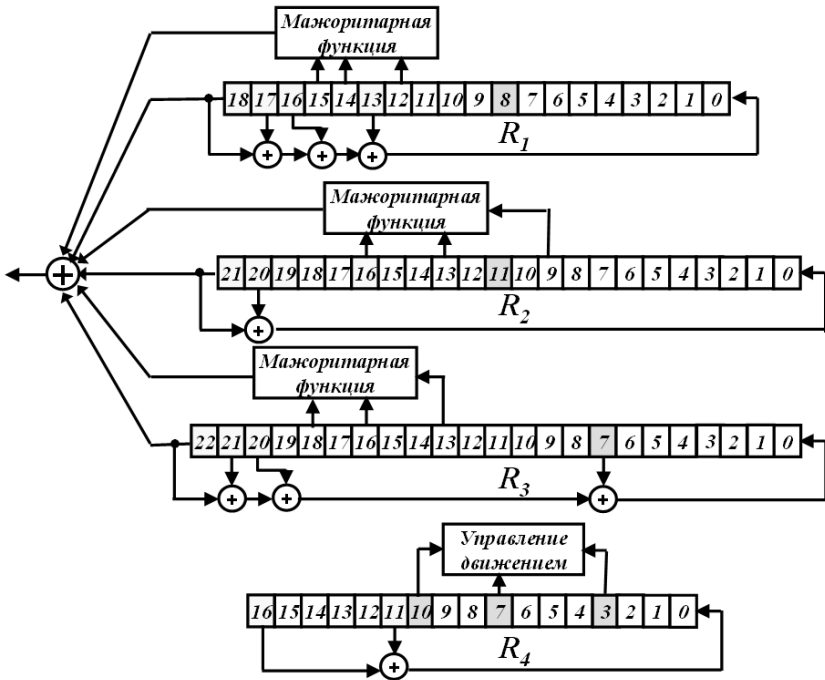 Мажоритарная
функция
18 17 16 15 14 13 12 11 10 9 8 7 6 5 4 3 2 1 0
+ + +
R1
Мажоритарная
функция
+
21 20 19 18 17 16 15 14 13 12 11 10 9 8 7 6 5 4 3 2 1 0
R2
+
Мажоритарная
функция
22 21 20 19 18 17 16 15 14 13 12 11 10 9 8 7 6 5 4 3 2 1 0
R3
+ + +
Управление
движением
16 15 14 13 12 11 10 9 8 7 6 5 4 3 2 1 0
R4
+